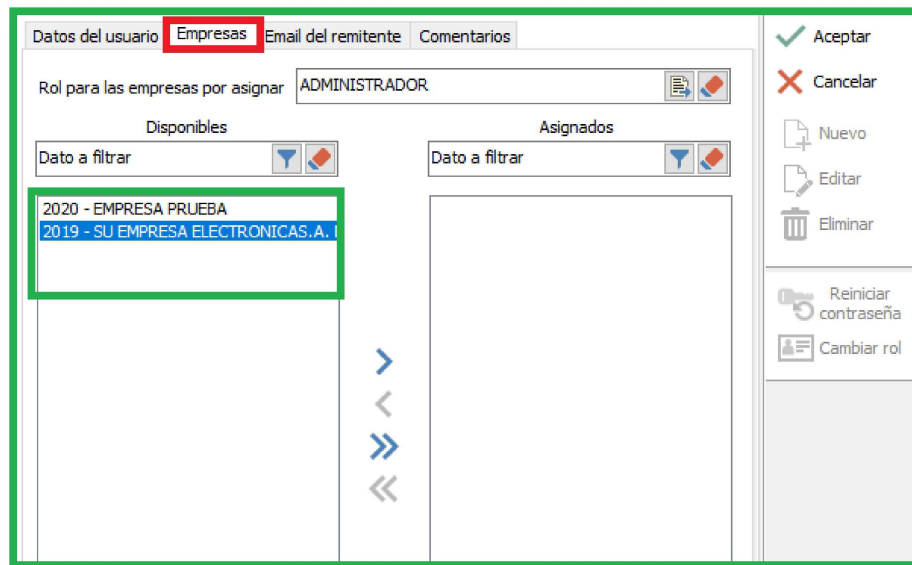 Datos del usuario Empresas Email del remitente Comentarios
Rol para las empresas por asignar ADMINISTRADOR
Disponibles Asignados
Dato a filtrar Dato a filtrar
2020 - EMPRESA PRUEBA
2019 - SU EMPRESA ELECTRONICAS.A.
Aceptar
Cancelar
Nuevo
Editar
Eliminar
Reiniciar
contraseña
Cambiar rol